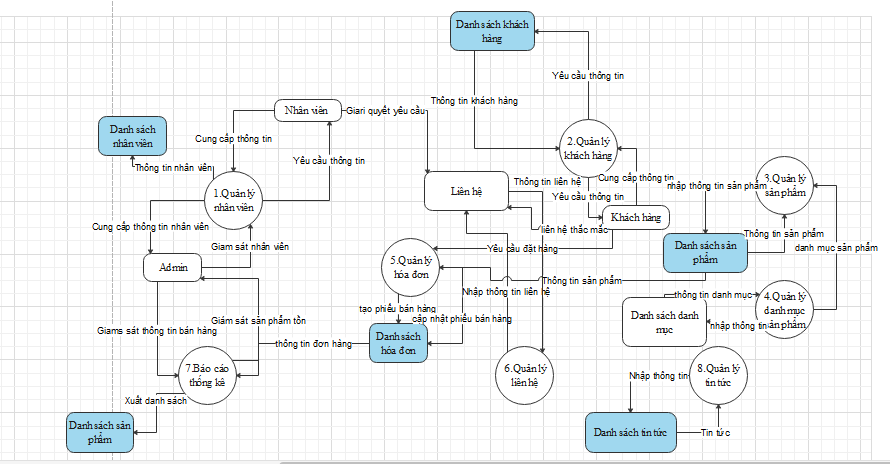 Danh sách khách
hàng
Yêu cầu thông tin
Thông tin khách hàng
Nhân viên
Giari quyết yêu cầu
Danh sách
nhân viên
Cung cấp thông tin
Yêu cầu thông tin
2.Quản lý
khách hàng
Thông tin nhân viên
1.Quản lý
nhân viên
Liên hệ
Thông tin liên hệ
Cung cấp thông tin
Yêu cầu thông tin
nhập thông tin sản phẩm
3.Quản lý
sản phẩm
Khách hàng
Cung cấp thông tin nhân viên
Giam sát nhân viên
liên hệ thắc mắc
Yêu cầu đặt hàng
Danh sách sản
phẩm
Thông tin sản phẩm
danh mục sản phẩm
Admin
5.Quản lý
hóa đơn
Thông tin sản phẩm
Nhập thông tin liên hệ
thông tin danh mục
4.Quản lý
danh mục
sản phẩm
Danh sách danh
mục
nhập thông tin
tạo phiếu bán hàng
cập nhật phiếu bán hàng
Giám sát sản phẩm tồn
Giams sát thông tin bán hàng
thông tin đơn hàng
Danh sách
hóa đơn
7.Báo cáo
thống kê
6.Quản lý
liên hệ
8.Quản lý
tin tức
Nhập thông tin
Xuất danh sách
Danh sách sản
phẩm
Danh sách tin tức
Tin tức